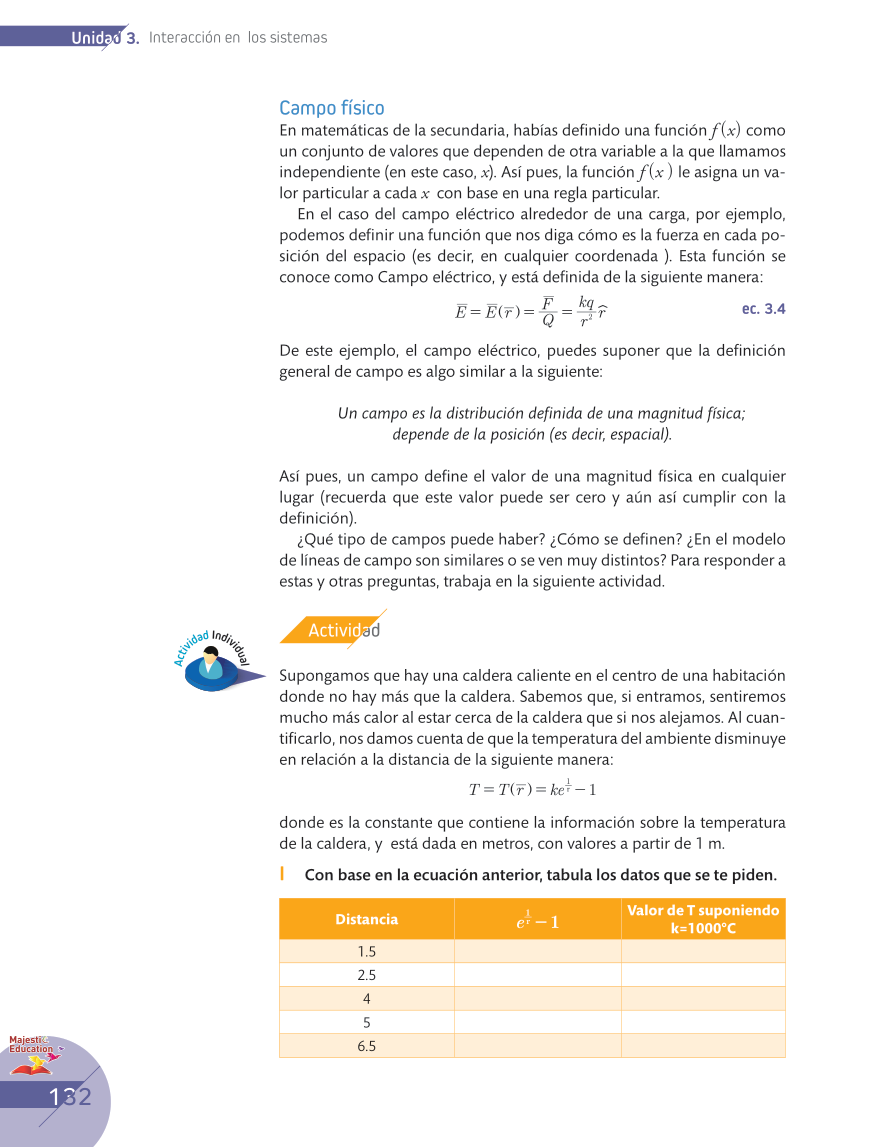 Unidad 3. Interacción en los sistemas
Campo físico
En matemáticas de la secundaria, habías definido una función f(x) como
un conjunto de valores que dependen de otra variable a la que llamamos
independiente (en este caso, x). Así pues, la función f(x) le asigna un va-
lor particular a cada x con base en una regla particular.
En el caso del campo eléctrico alrededor de una carga, por ejemplo,
podemos definir una función que nos diga cómo es la fuerza en cada po-
sición del espacio (es decir, en cualquier coordenada ). Esta función se
conoce como Campo eléctrico, y está definida de la siguiente manera:
E̅ = E̅(r̅) = F̅/Q = kq/r² r̂ ec. 3.4
De este ejemplo, el campo eléctrico, puedes suponer que la definición
general de campo es algo similar a la siguiente:
Un campo es la distribución definida de una magnitud física;
depende de la posición (es decir, espacial).
Así pues, un campo define el valor de una magnitud física en cualquier
lugar (recuerda que este valor puede ser cero y aún así cumplir con la
definición).
¿Qué tipo de campos puede haber? ¿Cómo se definen? ¿En el modelo
de líneas de campo son similares o se ven muy distintos? Para responder a
estas y otras preguntas, trabaja en la siguiente actividad.
Actividad Individual
Actividad
Supongamos que hay una caldera caliente en el centro de una habitación
donde no hay más que la caldera. Sabemos que, si entramos, sentiremos
mucho más calor al estar cerca de la caldera que si nos alejamos. Al cuan-
tificarlo, nos damos cuenta de que la temperatura del ambiente disminuye
en relación a la distancia de la siguiente manera:
T = T(r̅) = ke^(1/r̅) − 1
donde es la constante que contiene la información sobre la temperatura
de la caldera, y está dada en metros, con valores a partir de 1 m.
I Con base en la ecuación anterior, tabula los datos que se te piden.
Distancia e^(1/r̅) − 1 Valor de T suponiendo
k=1000°C
1.5
2.5
4
5
6.5
Majestic
Education
132